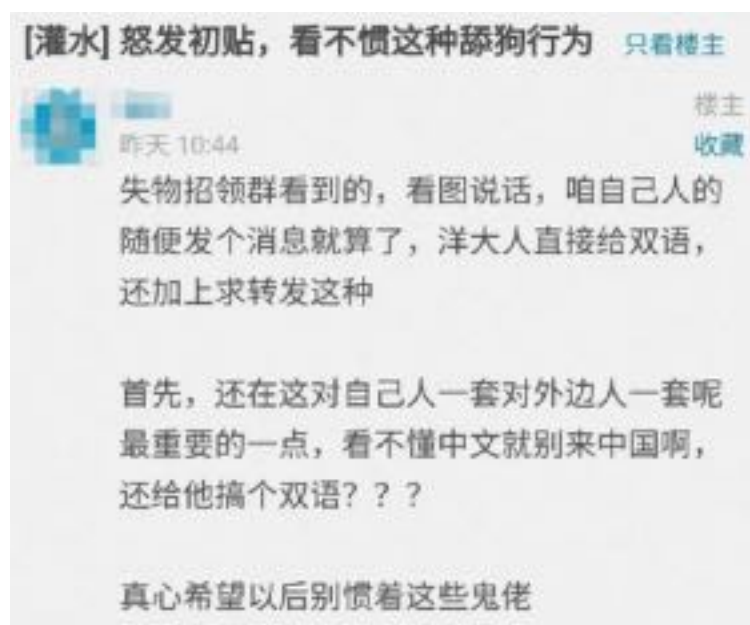 [灌水] 怒发初贴，看不惯这种舔狗行为 只看楼主
楼主
昨天 10:44 收藏
失物招领群看到的，看图说话，咱自己人的
随便发个消息就算了，洋大人直接给双语，
还加上求转发这种
首先，还在这对自己人一套对外边人一套呢
最重要的一点，看不懂中文就别来中国啊，
还给他搞个双语？？？
真心希望以后别惯着这些鬼佬